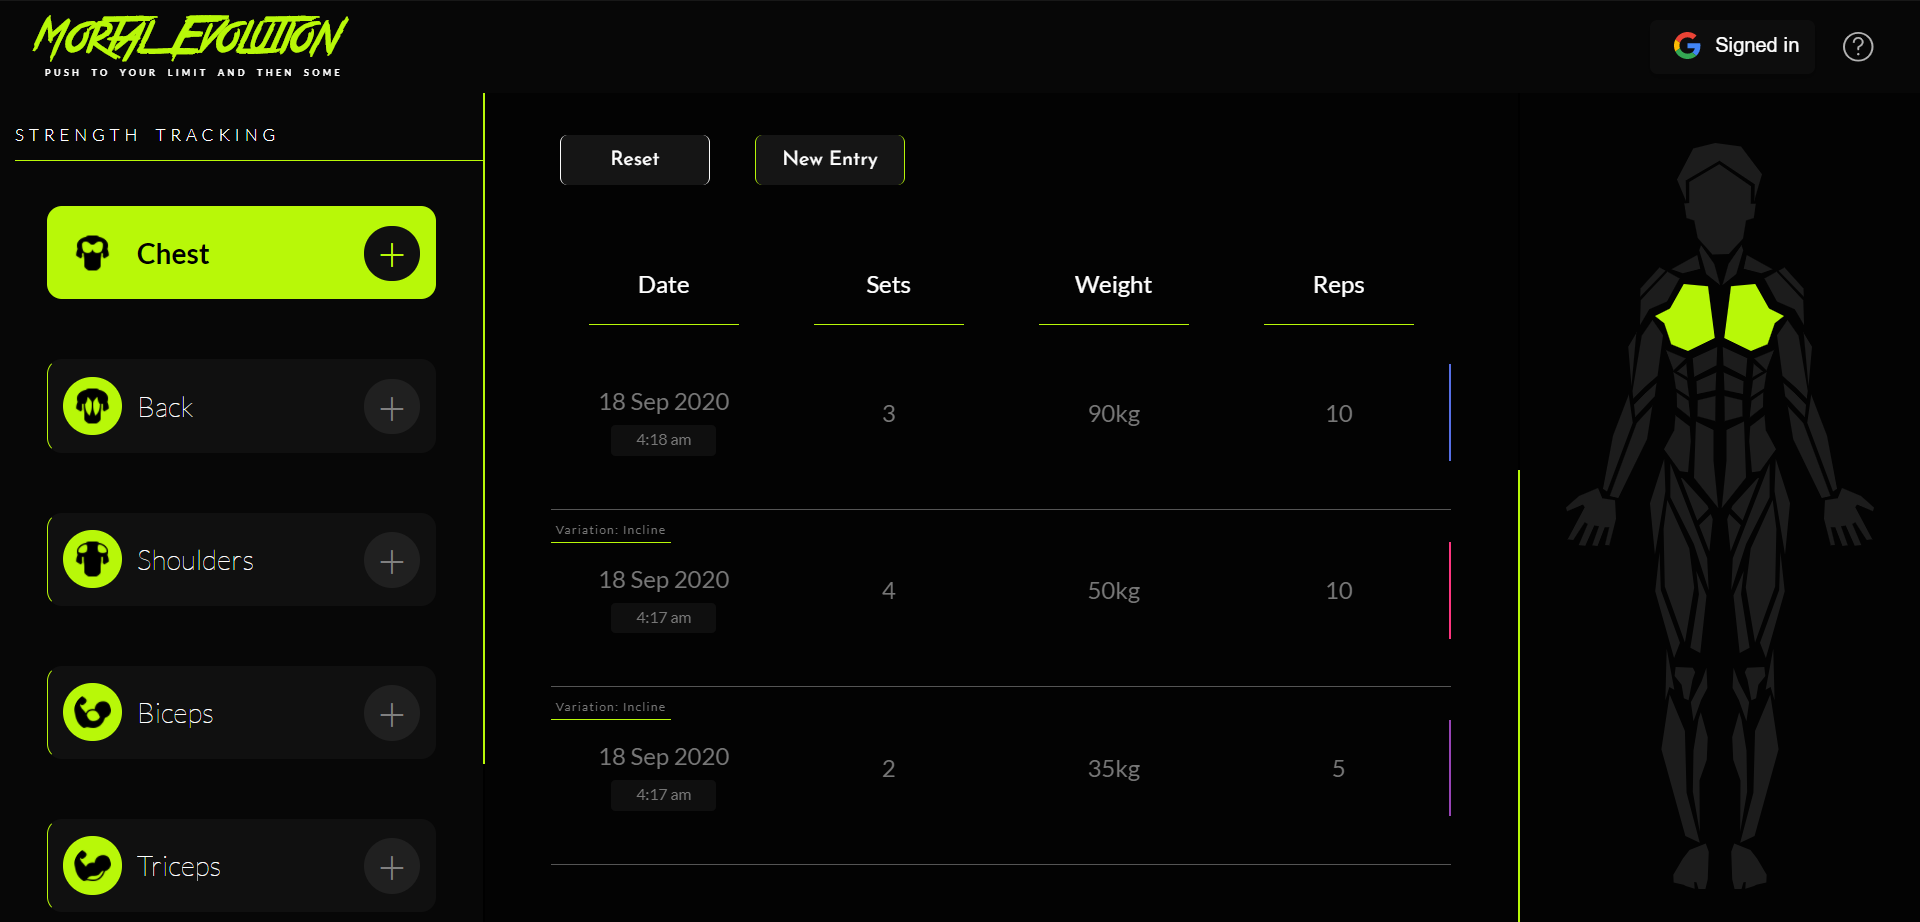 MORTAL EVOLUTION
PUSH TO YOUR LIMIT AND THEN SOME
Signed in
?
STRENGTH TRACKING
Chest
Back
Shoulders
Biceps
Triceps
Reset
New Entry
Date Sets Weight Reps
18 Sep 2020
4:18 am
3 90kg 10
Variation: Incline
18 Sep 2020
4:17 am
4 50kg 10
Variation: Incline
18 Sep 2020
4:17 am
2 35kg 5